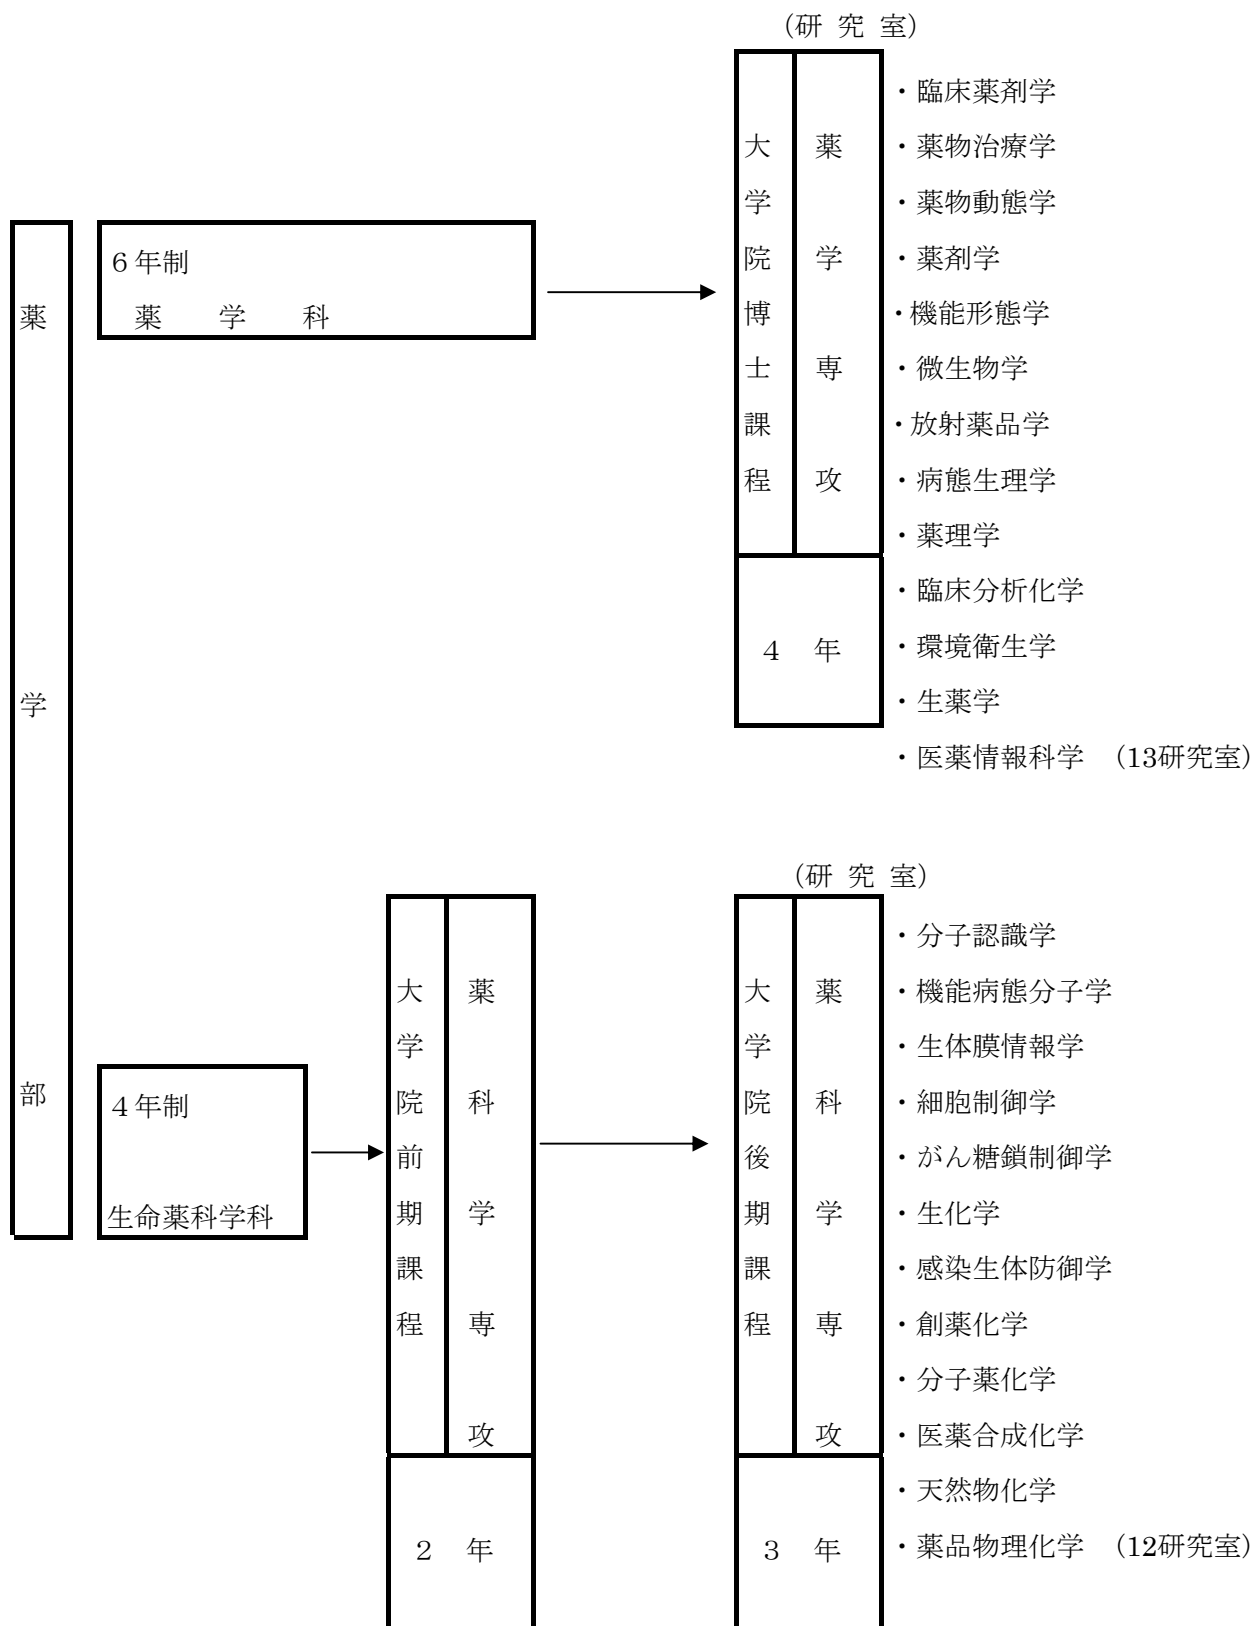 薬学部
6年制
薬学科
(研 究 室)
大学院博士課程
薬学専攻
4 年
・臨床薬剤学
・薬物治療学
・薬物動態学
・薬剤学
・機能形態学
・微生物学
・放射薬品学
・病態生理学
・薬理学
・臨床分析化学
・環境衛生学
・生薬学
・医薬情報科学 (13研究室)
4年制
生命薬科学科
大学院前期課程
薬科学専攻
2 年
(研 究 室)
大学院後期課程
薬科学専攻
3 年
・分子認識学
・機能病態分子学
・生体膜情報学
・細胞制御学
・がん糖鎖制御学
・生化学
・感染生体防御学
・創薬化学
・分子薬化学
・医薬合成化学
・天然物化学
・薬品物理化学 (12研究室)